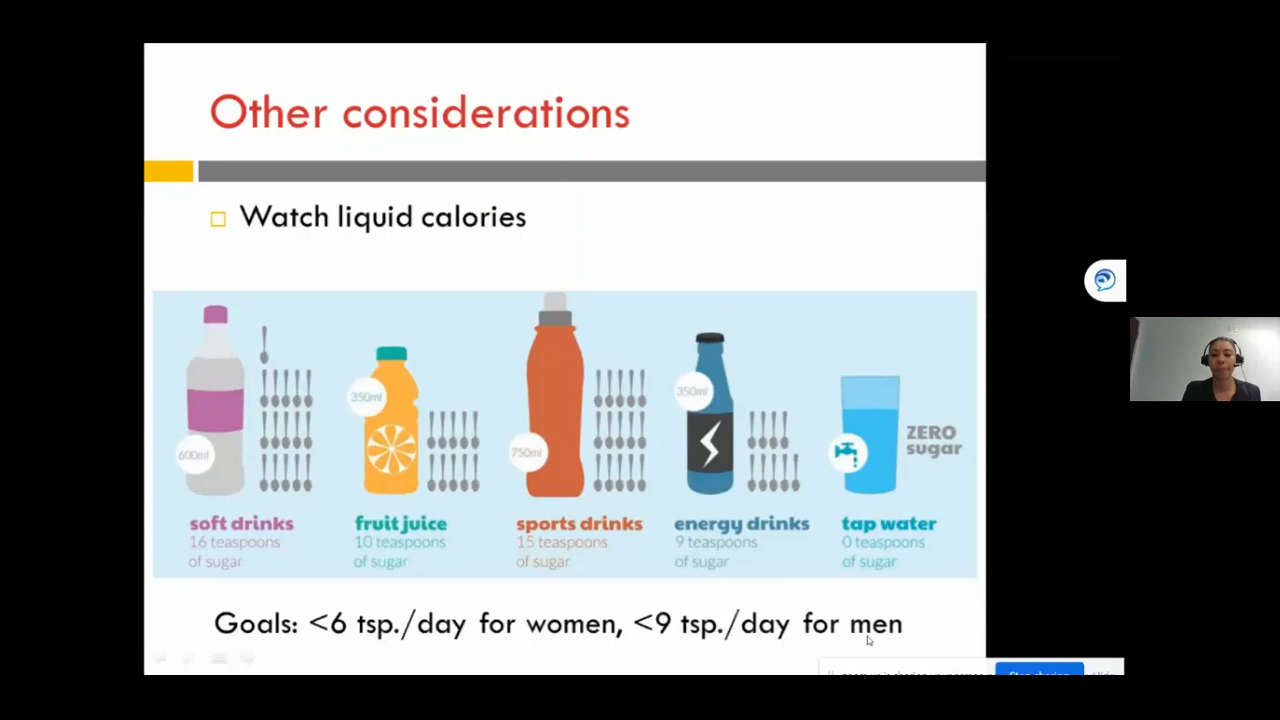 Other considerations
Watch liquid calories
600ml
350ml
750ml
350ml
ZERO
sugar
soft drinks
16 teaspoons
of sugar
fruit juice
10 teaspoons
of sugar
sports drinks
15 teaspoons
of sugar
energy drinks
9 teaspoons
of sugar
tap water
0 teaspoons
of sugar
Goals: <6 tsp./day for women, <9 tsp./day for men
Stop sharing